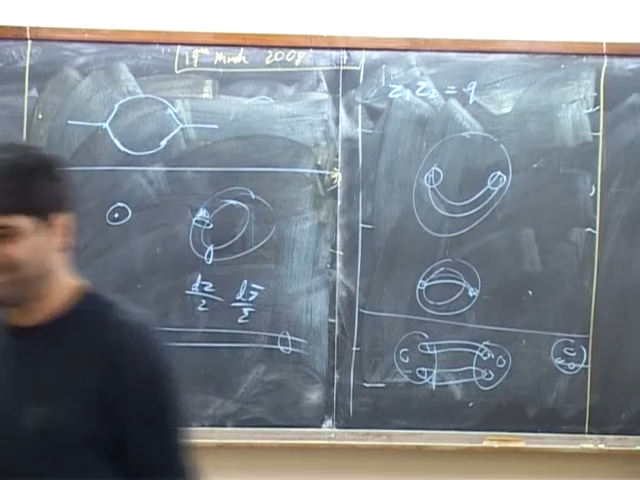 19th March 2008
z₁z₂ = q
dz/z dz̄/z̄